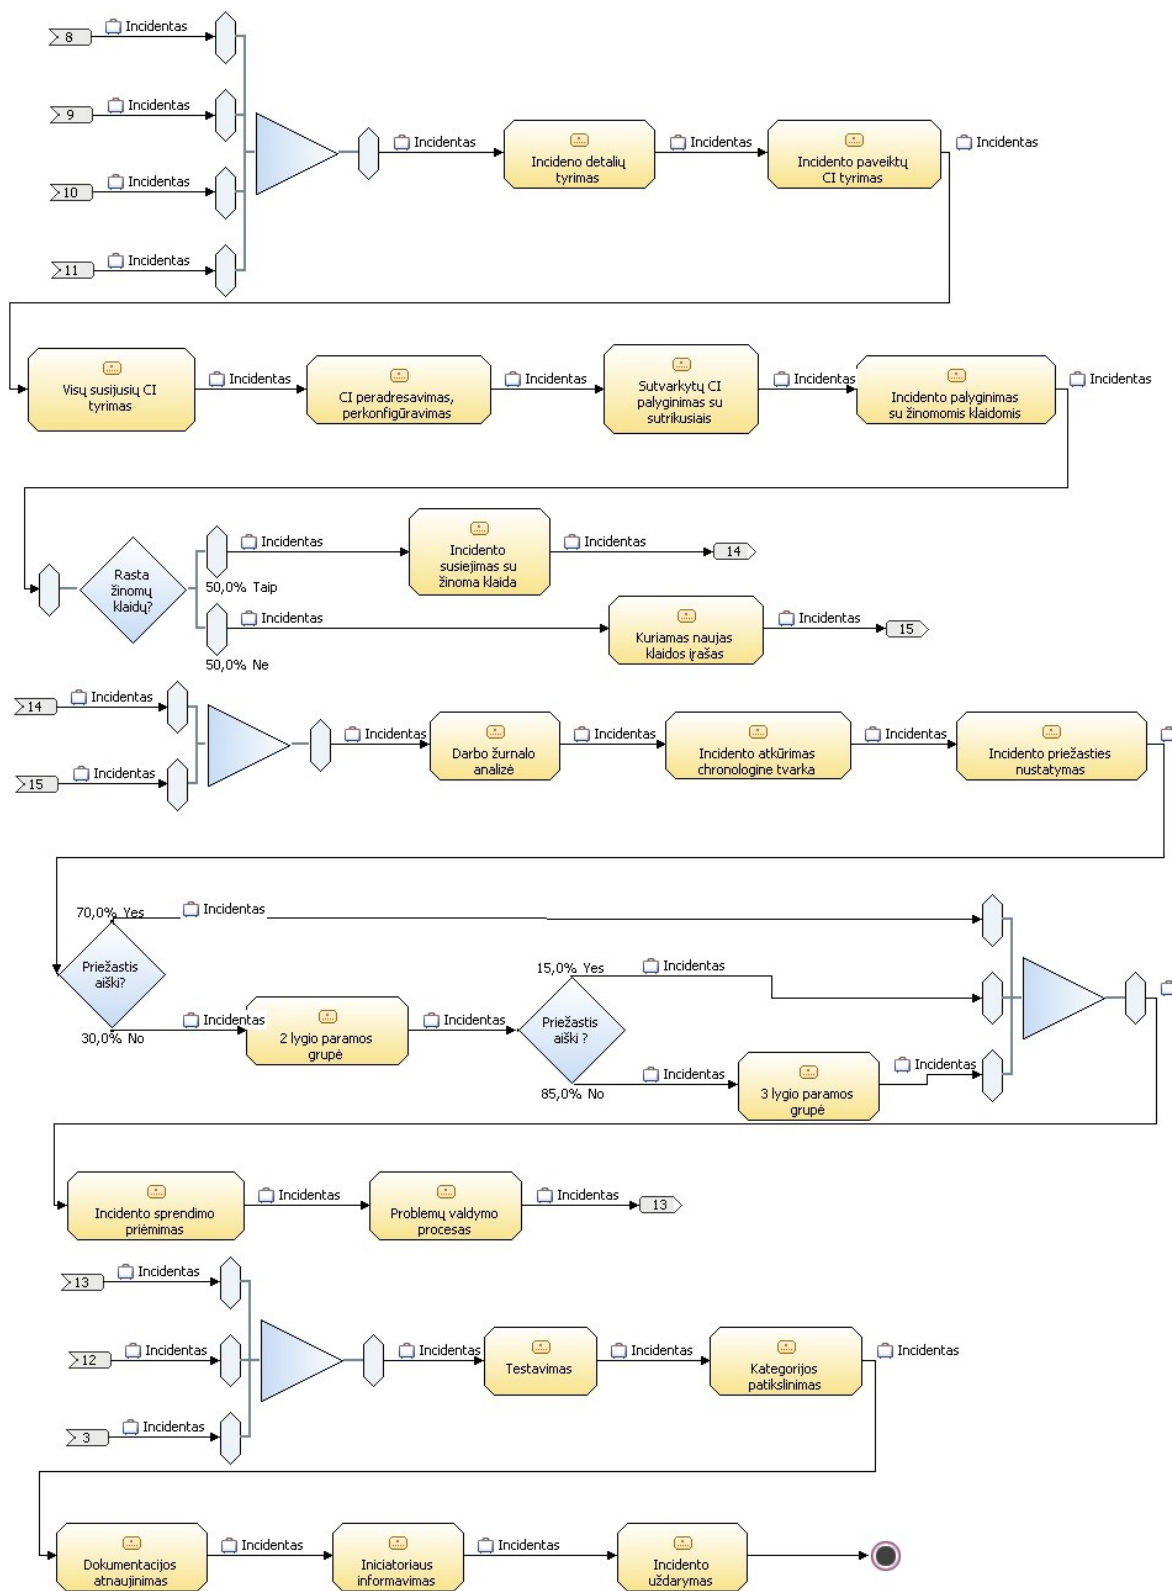 8
Incidentas
9
Incidentas
10
Incidentas
11
Incidentas
Incidentas
Incideno detalių
tyrimas
Incidentas
Incidento paveiktų
CI tyrimas
Incidentas
Visų susijusių CI
tyrimas
Incidentas
CI peradresavimas,
perkonfigūravimas
Incidentas
Sutvarkytų CI
palyginimas su
sutrikusiais
Incidentas
Incidento palyginimas
su žinomomis klaidomis
Incidentas
Rasta
žinomų
klaidų?
50,0% Taip
Incidentas
Incidento
susiejimas su
žinoma klaida
Incidentas
14
50,0% Ne
Incidentas
Kuriamas naujas
klaidos įrašas
Incidentas
15
14
Incidentas
15
Incidentas
Incidentas
Darbo žurnalo
analizė
Incidentas
Incidento atkūrimas
chronologine tvarka
Incidentas
Incidento priežasties
nustatymas
70,0% Yes
Incidentas
Priežastis
aiški?
30,0% No
Incidentas
2 lygio paramos
grupė
Incidentas
Priežastis
aiški ?
15,0% Yes
Incidentas
85,0% No
Incidentas
3 lygio paramos
grupė
Incidentas
Incidento sprendimo
priėmimas
Incidentas
Problemų valdymo
procesas
Incidentas
13
13
Incidentas
12
Incidentas
3
Incidentas
Incidentas
Testavimas
Incidentas
Kategorijos
patikslinimas
Incidentas
Dokumentacijos
atnaujinimas
Incidentas
Iniciatoriaus
informavimas
Incidentas
Incidento
uždarymas